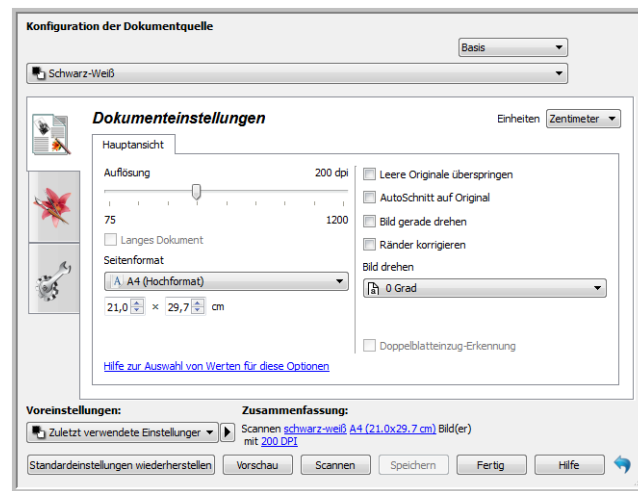 Konfiguration der Dokumentquelle
Basis
Schwarz-Weiß
Dokumenteinstellungen
Einheiten Zentimeter
Hauptansicht
Auflösung 200 dpi
75 1200
Langes Dokument
Seitenformat
A4 (Hochformat)
21,0 × 29,7 cm
Hilfe zur Auswahl von Werten für diese Optionen
Leere Originale überspringen
AutoSchnitt auf Original
Bild gerade drehen
Ränder korrigieren
Bild drehen
0 Grad
Doppelblatteinzug-Erkennung
Voreinstellungen:
Zuletzt verwendete Einstellunger
Zusammenfassung:
Scannen schwarz-weiß A4 (21.0x29.7 cm) Bild(er)
mit 200 DPI
Standardeinstellungen wiederherstellen Vorschau Scannen Speichern Fertig Hilfe